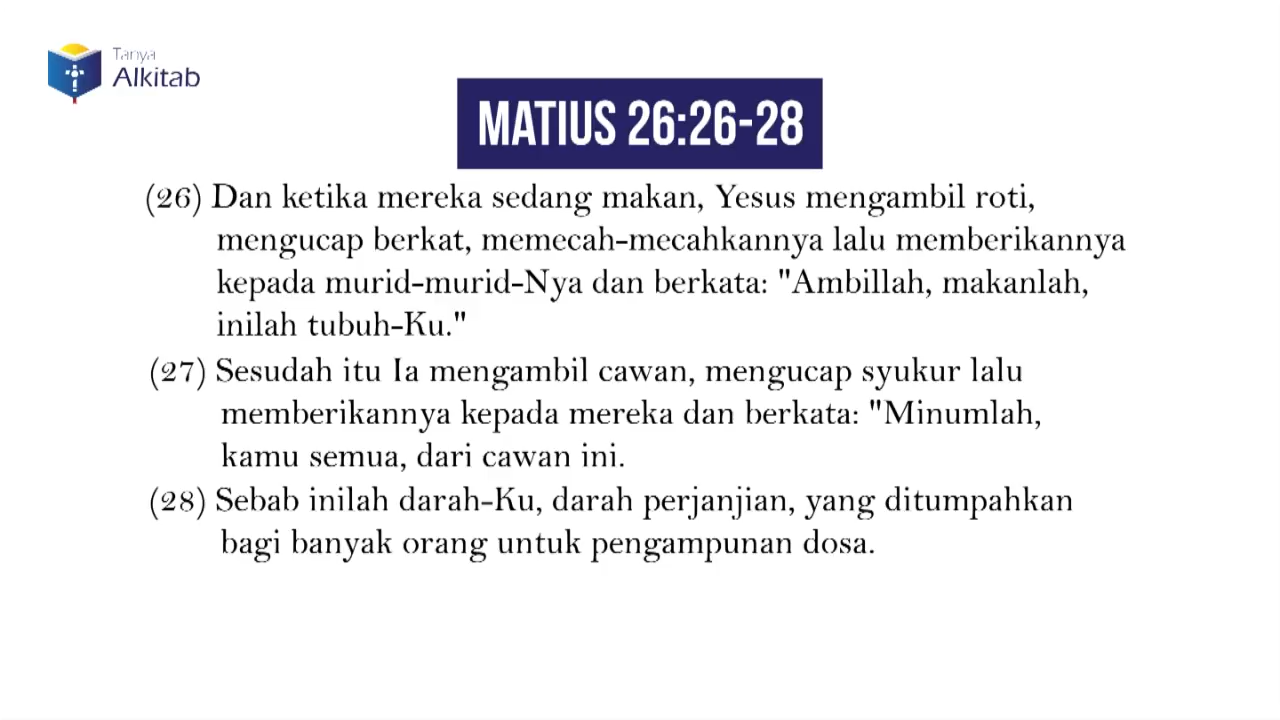 Tanya
Alkitab
MATIUS 26:26-28
(26) Dan ketika mereka sedang makan, Yesus mengambil roti,
mengucap berkat, memecah-mecahkannya lalu memberikannya
kepada murid-murid-Nya dan berkata: "Ambillah, makanlah,
inilah tubuh-Ku."
(27) Sesudah itu Ia mengambil cawan, mengucap syukur lalu
memberikannya kepada mereka dan berkata: "Minumlah,
kamu semua, dari cawan ini.
(28) Sebab inilah darah-Ku, darah perjanjian, yang ditumpahkan
bagi banyak orang untuk pengampunan dosa.